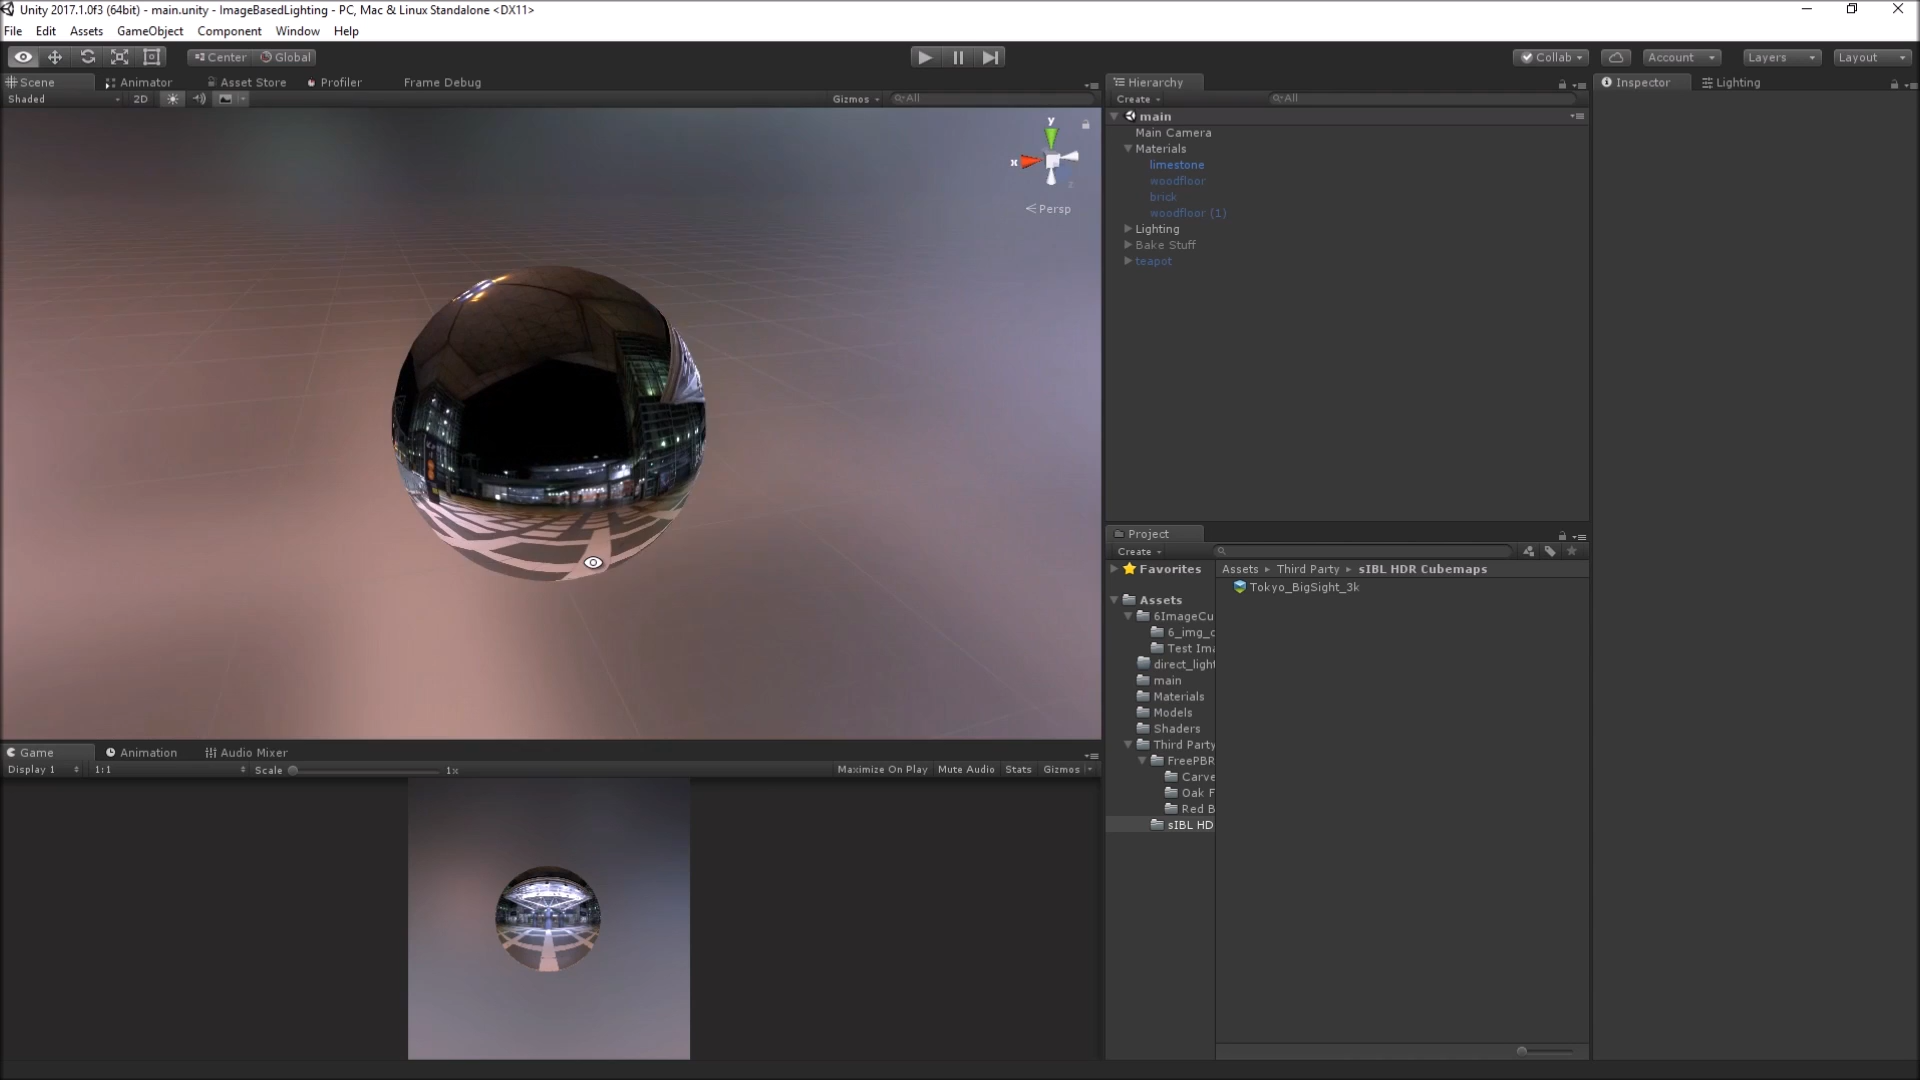 Unity 2017.1.0f3 (64bit) - main.unity - ImageBasedLighting - PC, Mac & Linux Standalone <DX11>
File Edit Assets GameObject Component Window Help
Center Global Collab Account Layers Layout
Scene Animator Asset Store Profiler Frame Debug
Shaded 2D Gizmos All
y
x
z
Persp
Hierarchy
Create All
main
Main Camera
Materials
limestone
woodfloor
brick
woodfloor (1)
Lighting
Bake Stuff
teapot
Inspector Lighting
Project
Create
Favorites
Assets
6ImageCu
6_img_c
Test Ima
direct_light
main
Materials
Models
Shaders
Third Party
FreePBR
Carve
Oak F
Red B
sIBL HD
Assets ▸ Third Party ▸ sIBL HDR Cubemaps
Tokyo_BigSight_3k
Game Animation Audio Mixer
Display 1 1:1 Scale 1x Maximize On Play Mute Audio Stats Gizmos